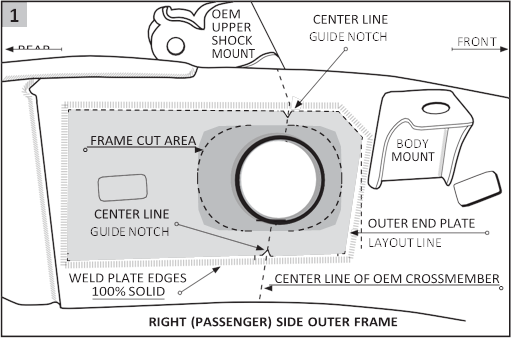 1
OEM
UPPER
SHOCK
MOUNT
CENTER LINE
GUIDE NOTCH
REAR
FRONT
FRAME CUT AREA
BODY
MOUNT
CENTER LINE
GUIDE NOTCH
OUTER END PLATE
LAYOUT LINE
WELD PLATE EDGES
100% SOLID
CENTER LINE OF OEM CROSSMEMBER
RIGHT (PASSENGER) SIDE OUTER FRAME